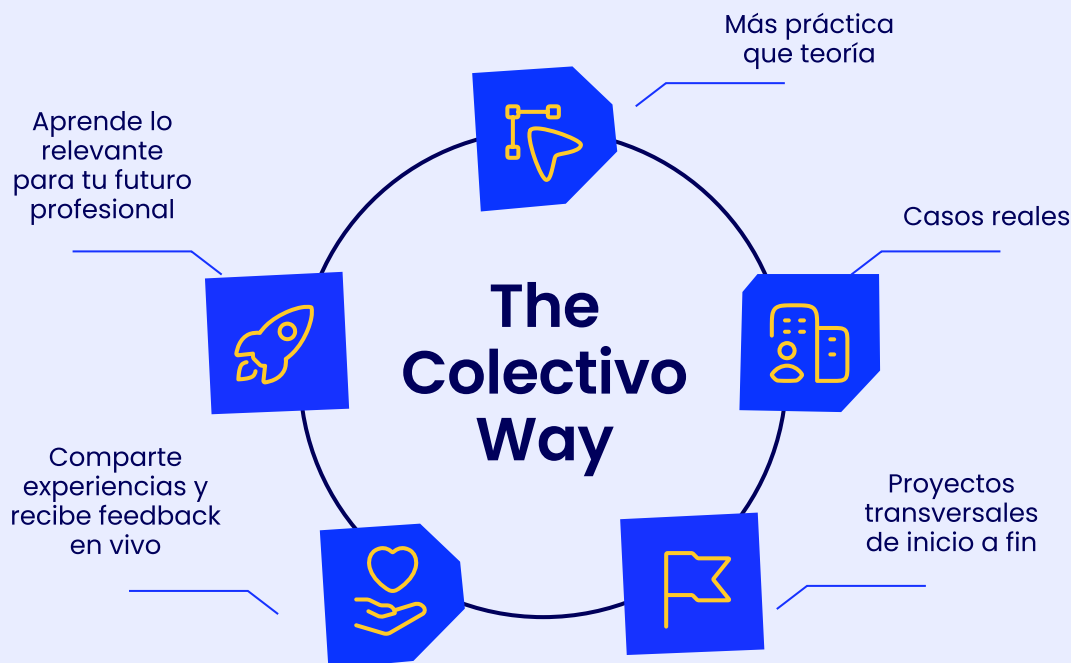 Más práctica
que teoría
Aprende lo
relevante
para tu futuro
profesional
Casos reales
The
Colectivo
Way
Comparte
experiencias y
recibe feedback
en vivo
Proyectos
transversales
de inicio a fin